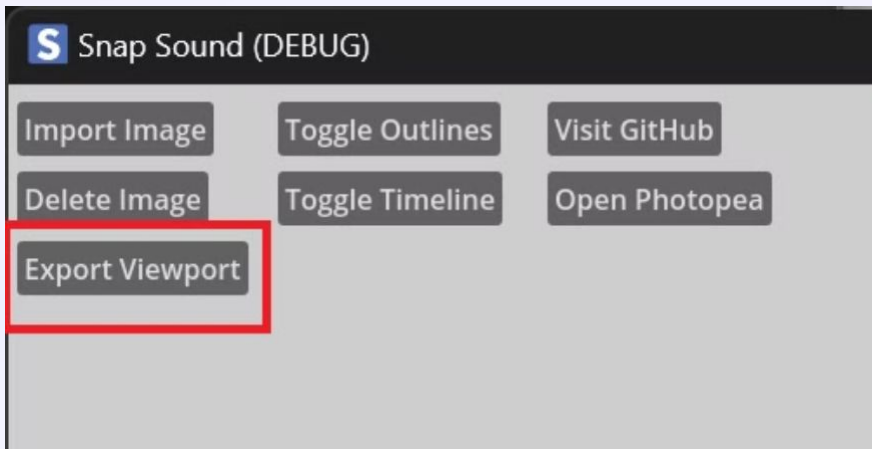 S Snap Sound (DEBUG)
Import Image Toggle Outlines Visit GitHub
Delete Image Toggle Timeline Open Photopea
Export Viewport